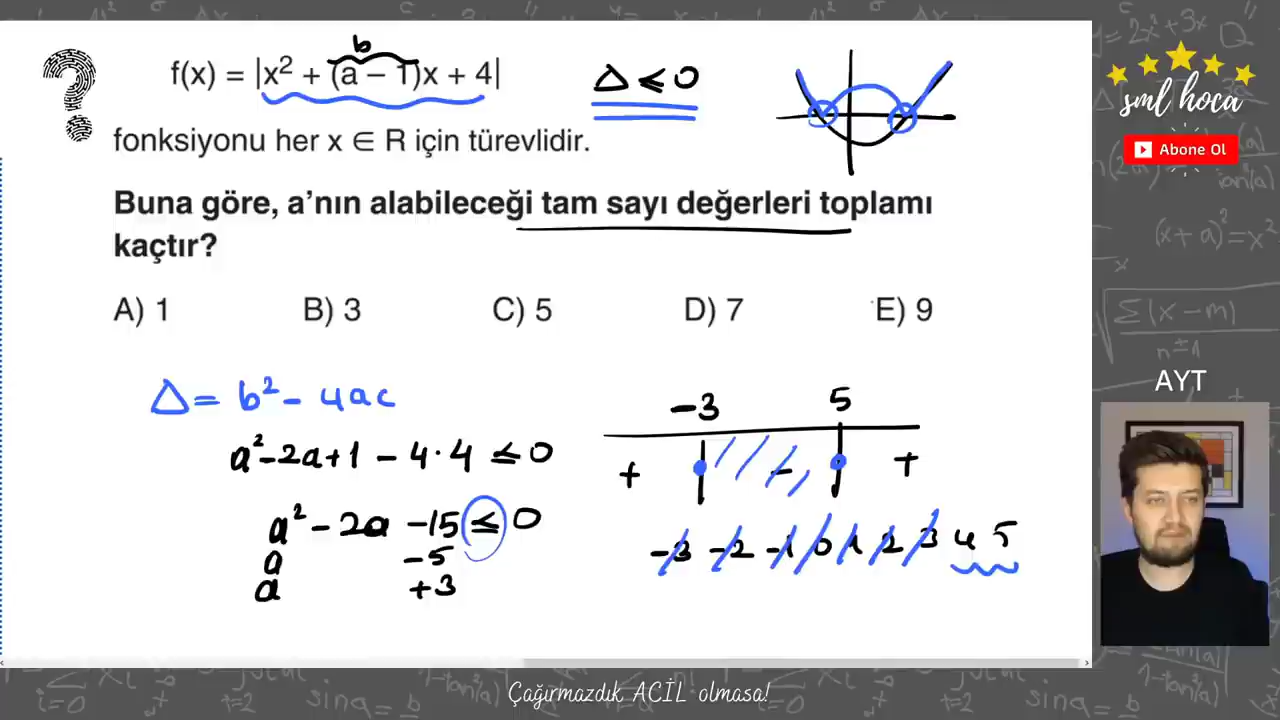 b
f(x) = |x² + (a – 1)x + 4|
Δ ≤ 0
fonksiyonu her x ∈ R için türevlidir.
Buna göre, a'nın alabileceği tam sayı değerleri toplamı
kaçtır?
A) 1 B) 3 C) 5 D) 7 E) 9
Δ = b² - 4ac
a² - 2a + 1 - 4·4 ≤ 0
a² - 2a - 15 ≤ 0
a -5
a +3
-3 5
+ - +
-3 -2 -1 0 1 2 3 4 5
sml hoca
Abone Ol
(x + a)² = x²
Σ(x − m)
AYT
Çağırmazdık ACİL olmasa!